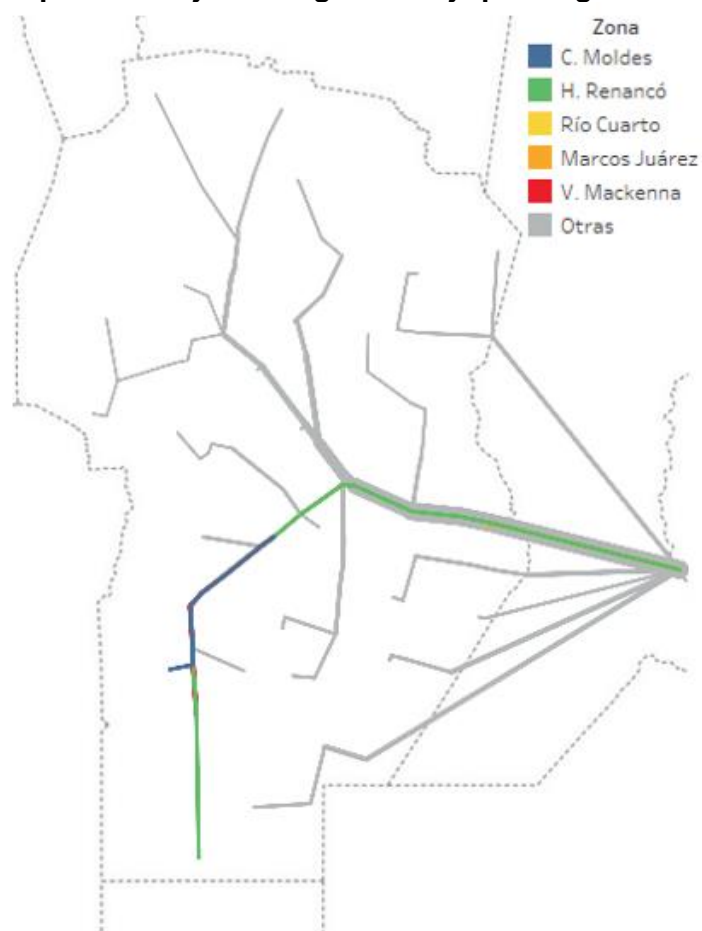 Zona
C. Moldes
H. Renancó
Río Cuarto
Marcos Juárez
V. Mackenna
Otras